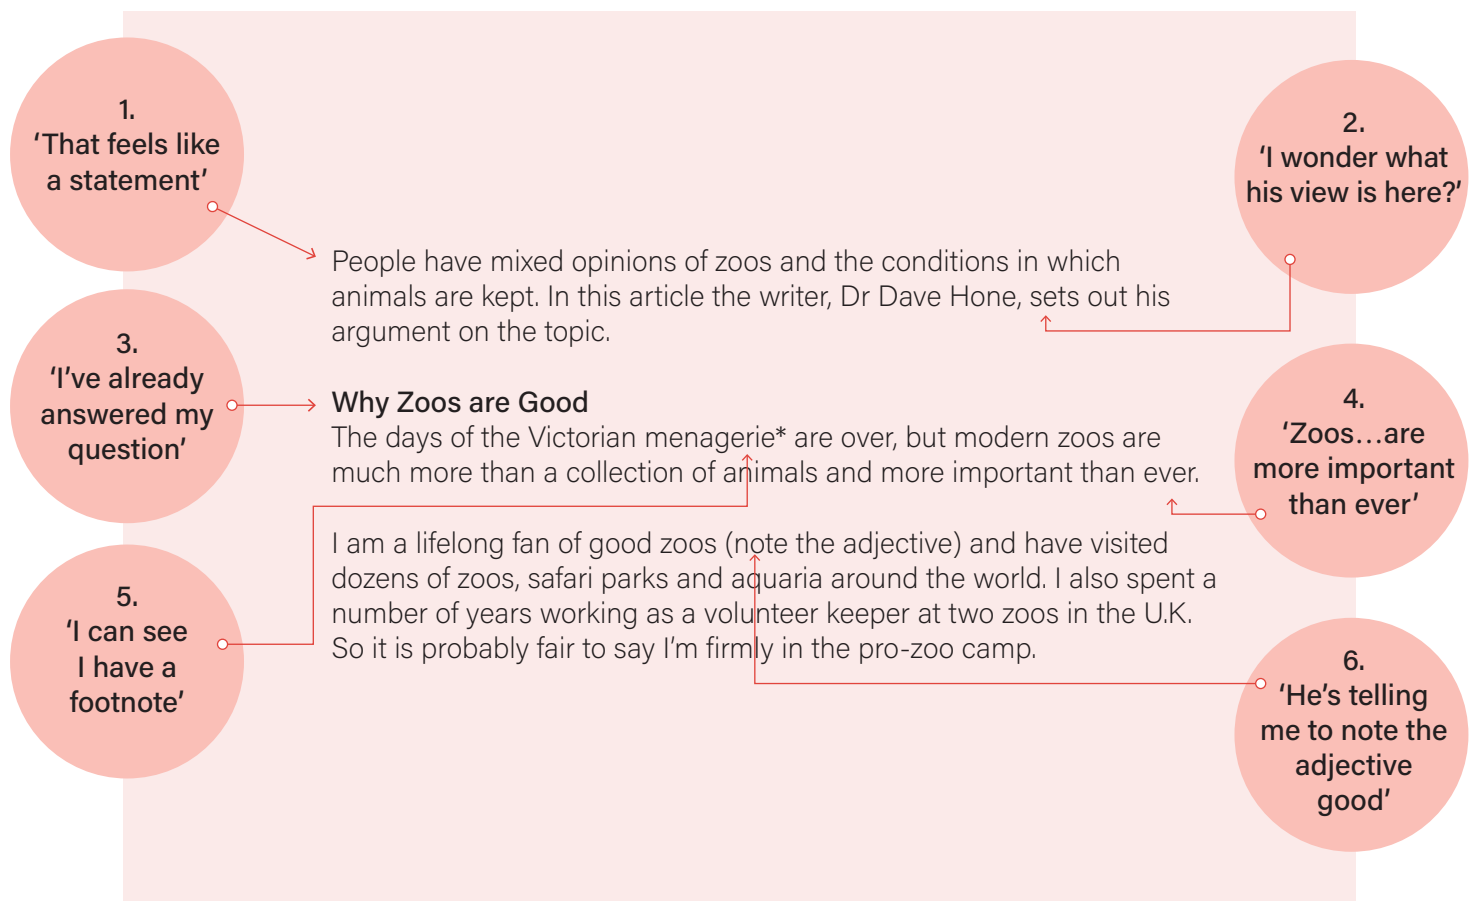 1.
‘That feels like
a statement’
2.
‘I wonder what
his view is here?’
People have mixed opinions of zoos and the conditions in which
animals are kept. In this article the writer, Dr Dave Hone, sets out his
argument on the topic.
3.
‘I’ve already
answered my
question’
Why Zoos are Good
The days of the Victorian menagerie* are over, but modern zoos are
much more than a collection of animals and more important than ever.
4.
‘Zoos...are
more important
than ever’
I am a lifelong fan of good zoos (note the adjective) and have visited
dozens of zoos, safari parks and aquaria around the world. I also spent a
number of years working as a volunteer keeper at two zoos in the U.K.
So it is probably fair to say I’m firmly in the pro-zoo camp.
5.
‘I can see
I have a
footnote’
6.
‘He’s telling
me to note the
adjective
good’